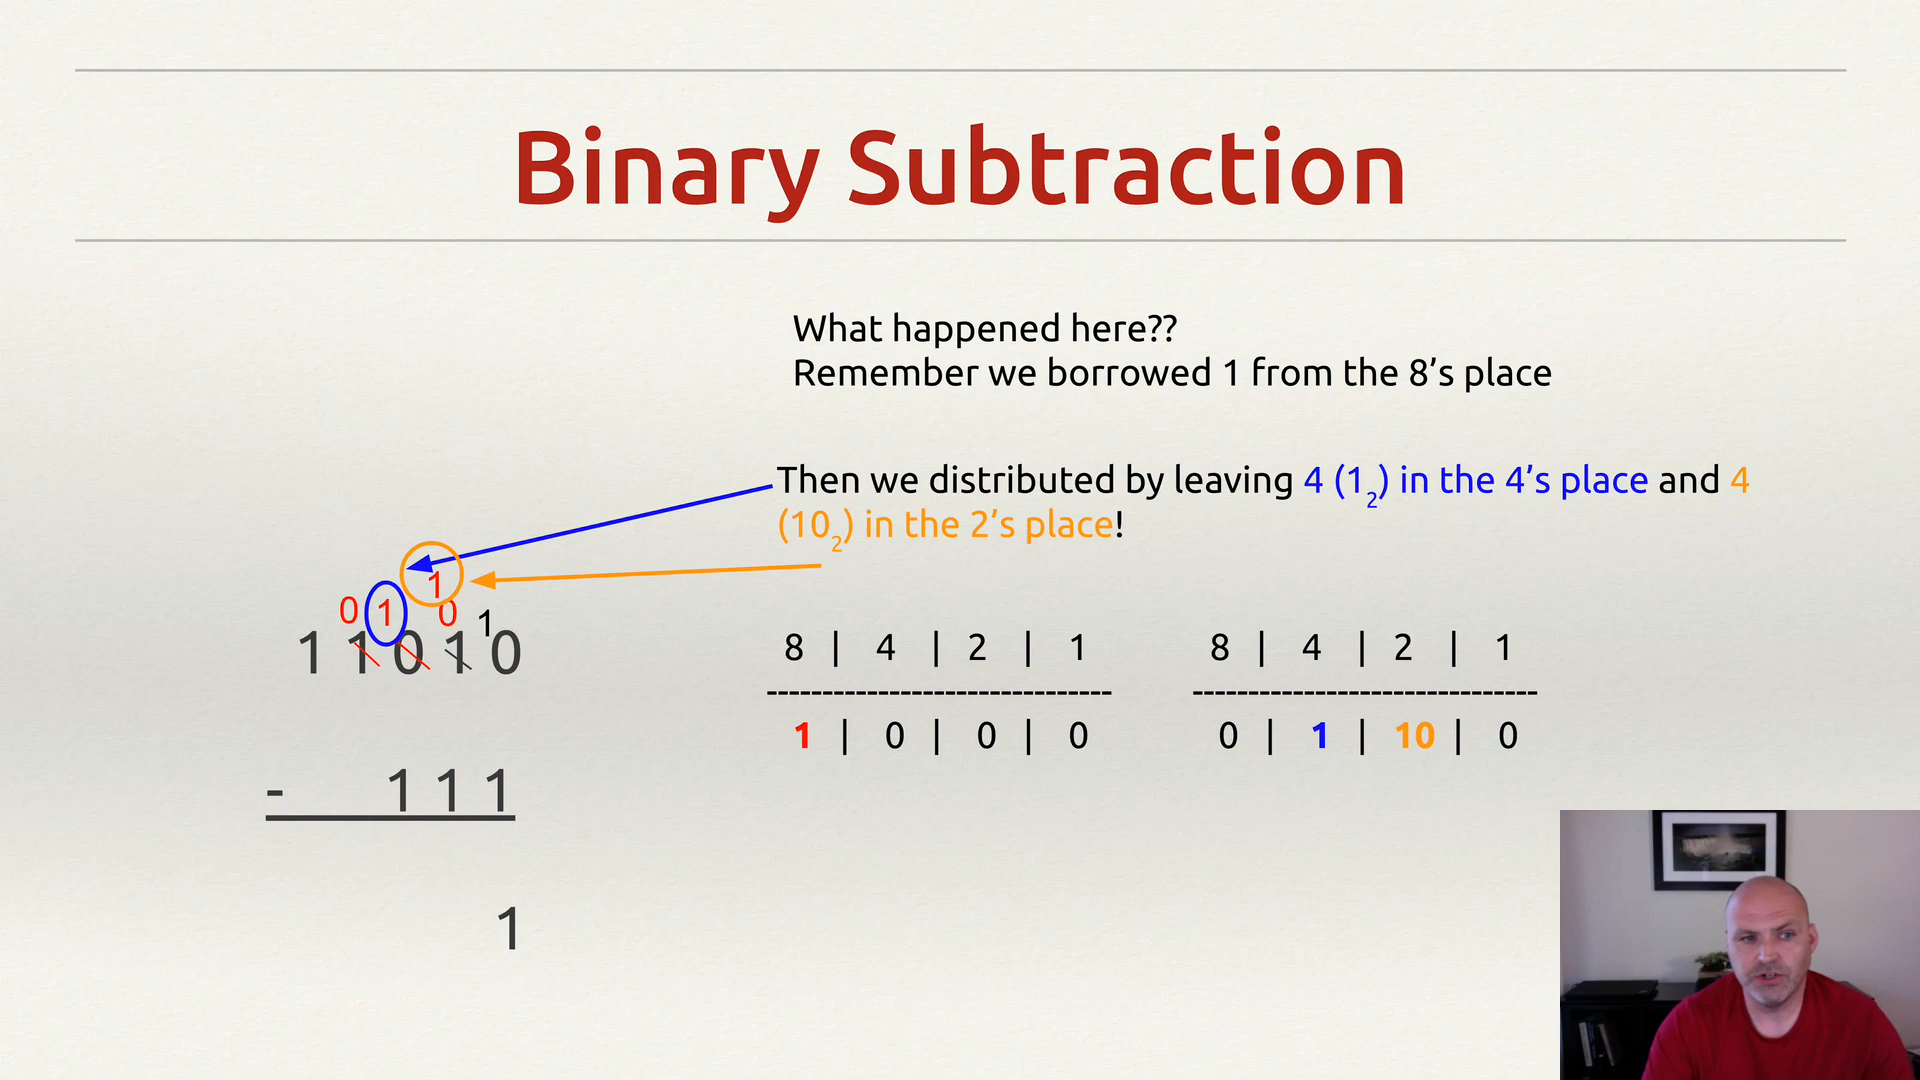 Binary Subtraction
What happened here??
Remember we borrowed 1 from the 8’s place
Then we distributed by leaving 4 (1₂) in the 4’s place and 4
(10₂) in the 2’s place!
1
0 1 0 1
1 1 0 1 0
- 1 1 1
1
8 | 4 | 2 | 1
------------------------------
1 | 0 | 0 | 0
8 | 4 | 2 | 1
------------------------------
0 | 1 | 10 | 0